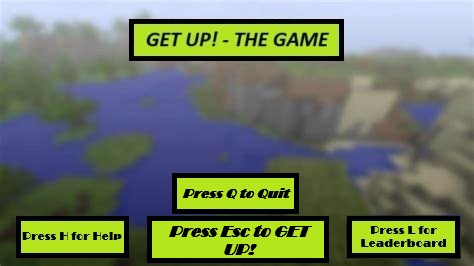 GET UP! - THE GAME
Press Q to Quit
Press H for Help
Press Esc to GET
UP!
Press L for
Leaderboard